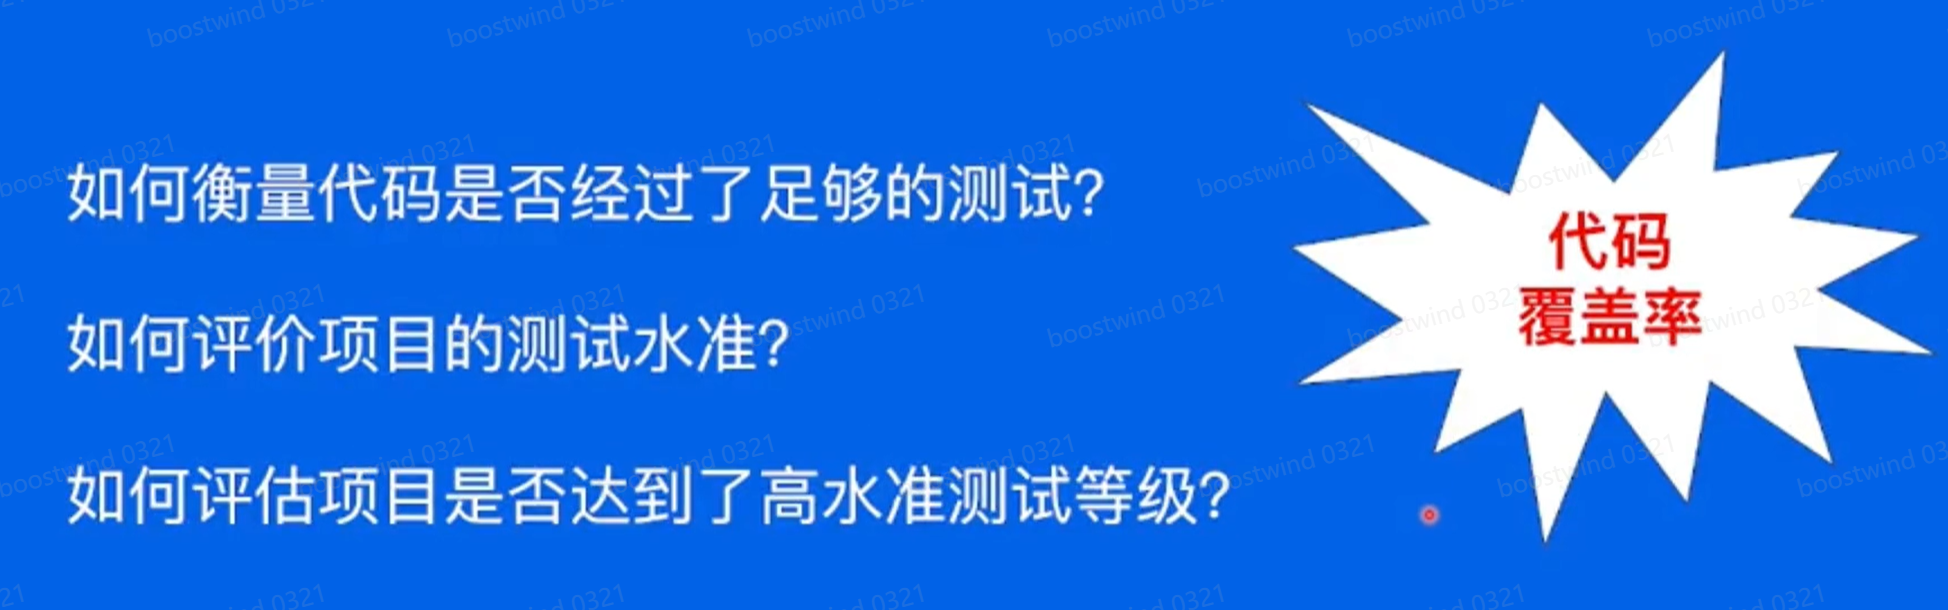 如何衡量代码是否经过了足够的测试?
如何评价项目的测试水准?
如何评估项目是否达到了高水准测试等级?
代码
覆盖率
boostwind 0321